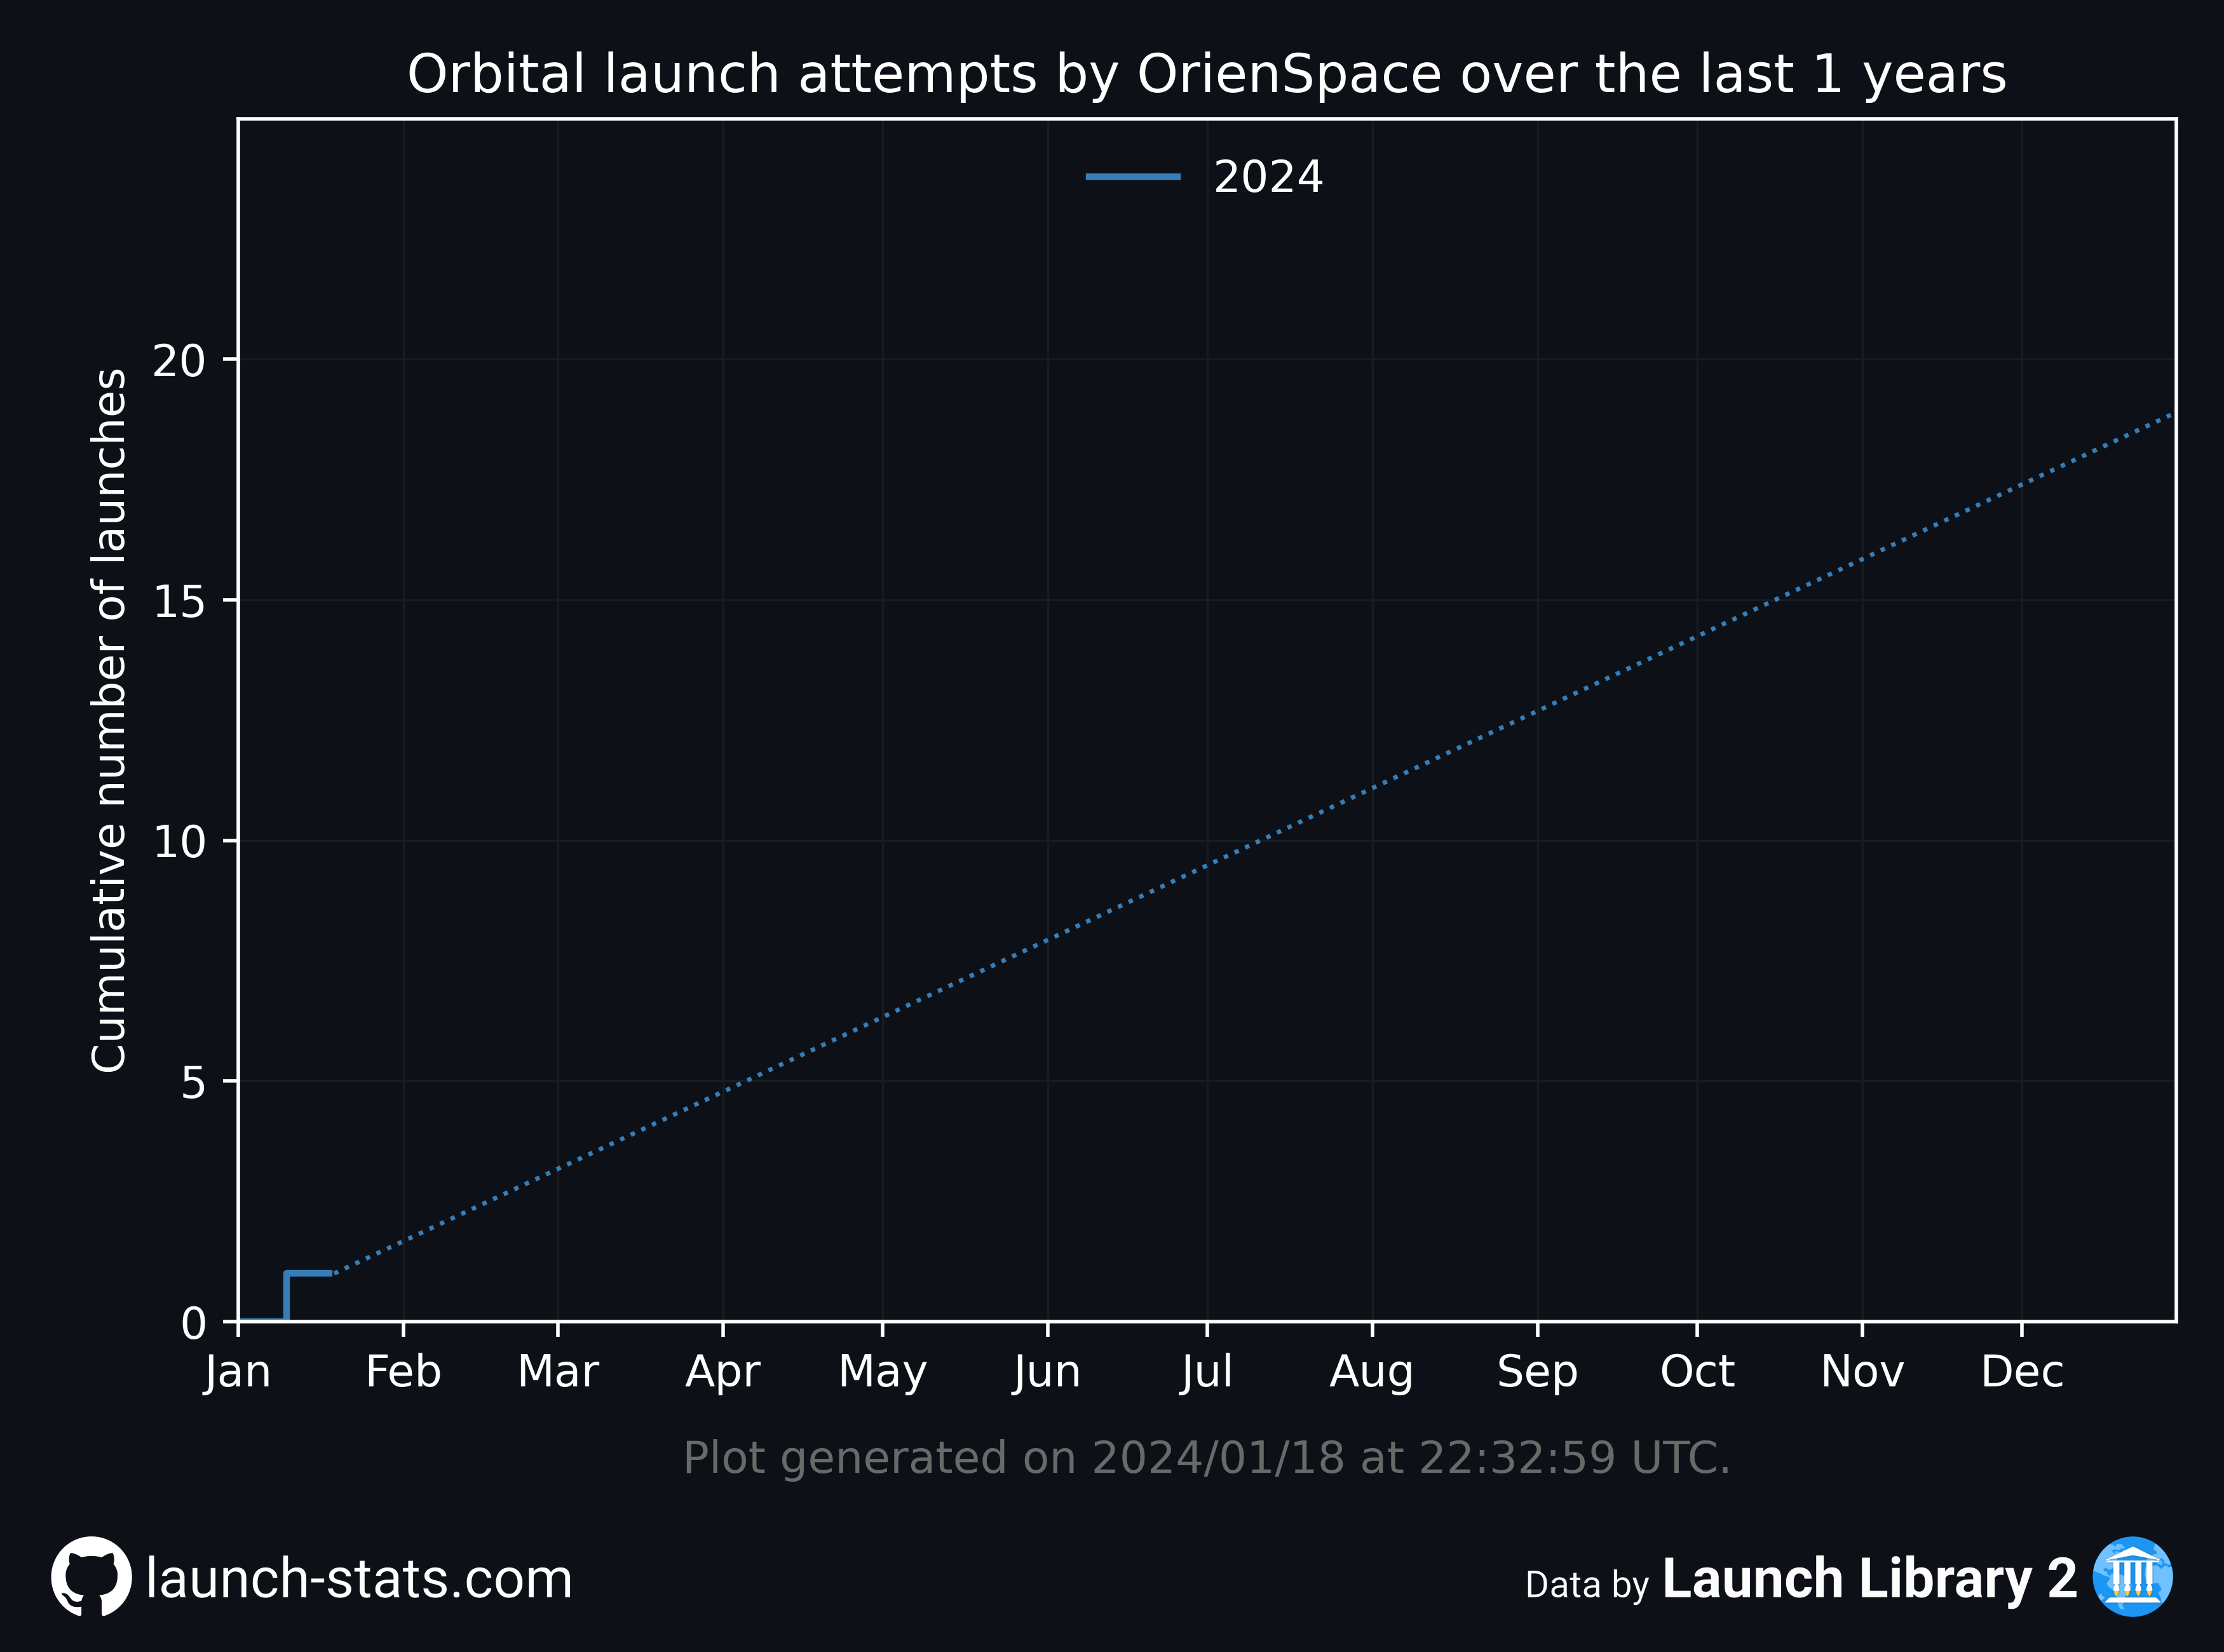 Orbital launch attempts by OrienSpace over the last 1 years
2024
Cumulative number of launches
20
15
10
5
0
Jan Feb Mar Apr May Jun Jul Aug Sep Oct Nov Dec
Plot generated on 2024/01/18 at 22:32:59 UTC.
launch-stats.com
Data by Launch Library 2